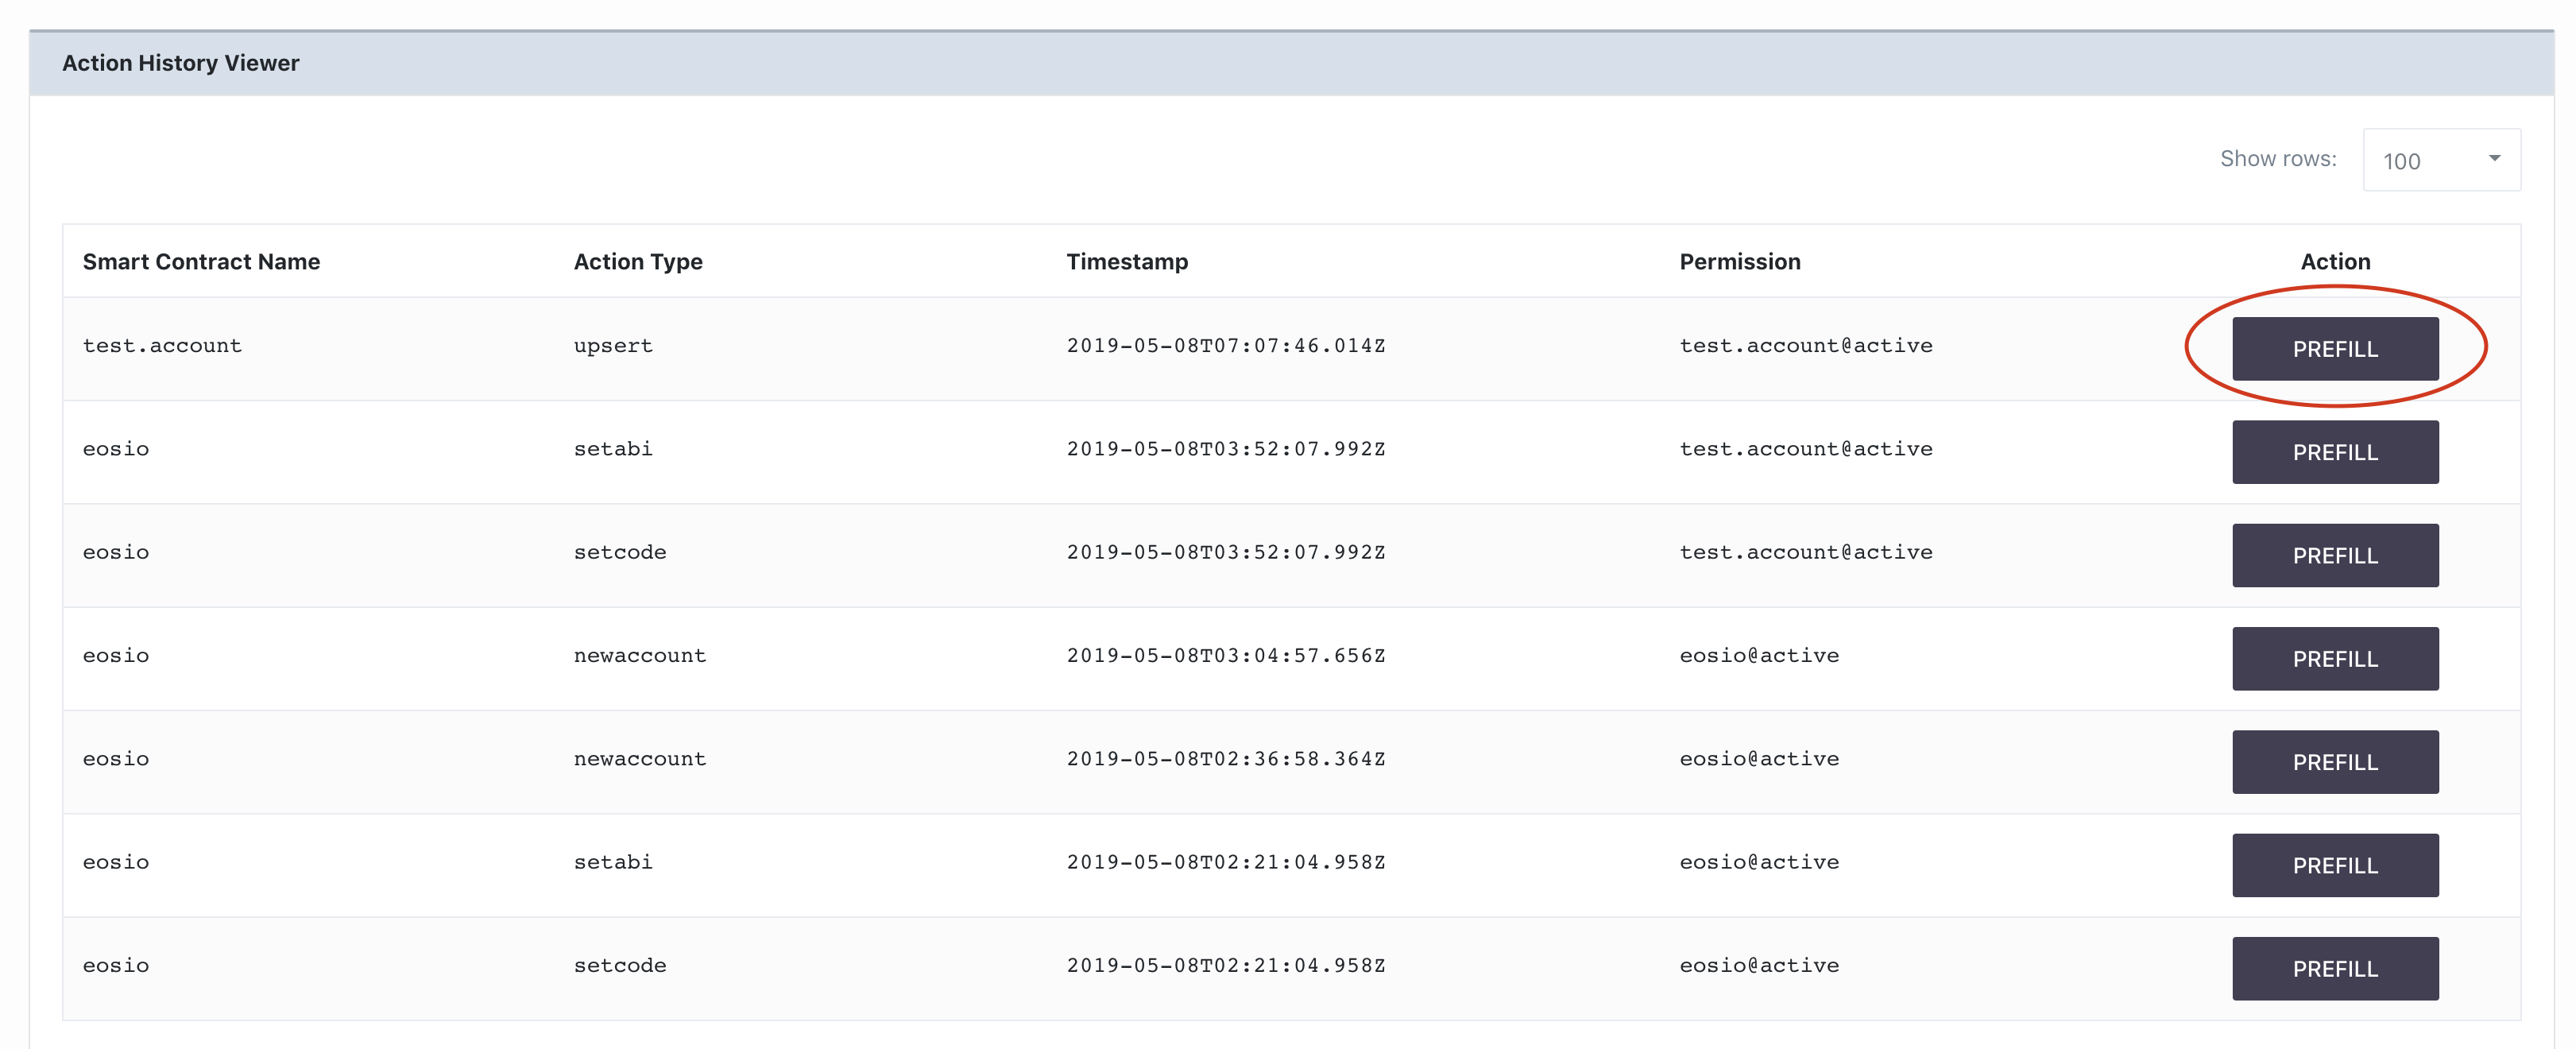 Action History Viewer
Show rows: 100
Smart Contract Name Action Type Timestamp Permission Action
test.account upsert 2019-05-08T07:07:46.014Z test.account@active PREFILL
eosio setabi 2019-05-08T03:52:07.992Z test.account@active PREFILL
eosio setcode 2019-05-08T03:52:07.992Z test.account@active PREFILL
eosio newaccount 2019-05-08T03:04:57.656Z eosio@active PREFILL
eosio newaccount 2019-05-08T02:36:58.364Z eosio@active PREFILL
eosio setabi 2019-05-08T02:21:04.958Z eosio@active PREFILL
eosio setcode 2019-05-08T02:21:04.958Z eosio@active PREFILL